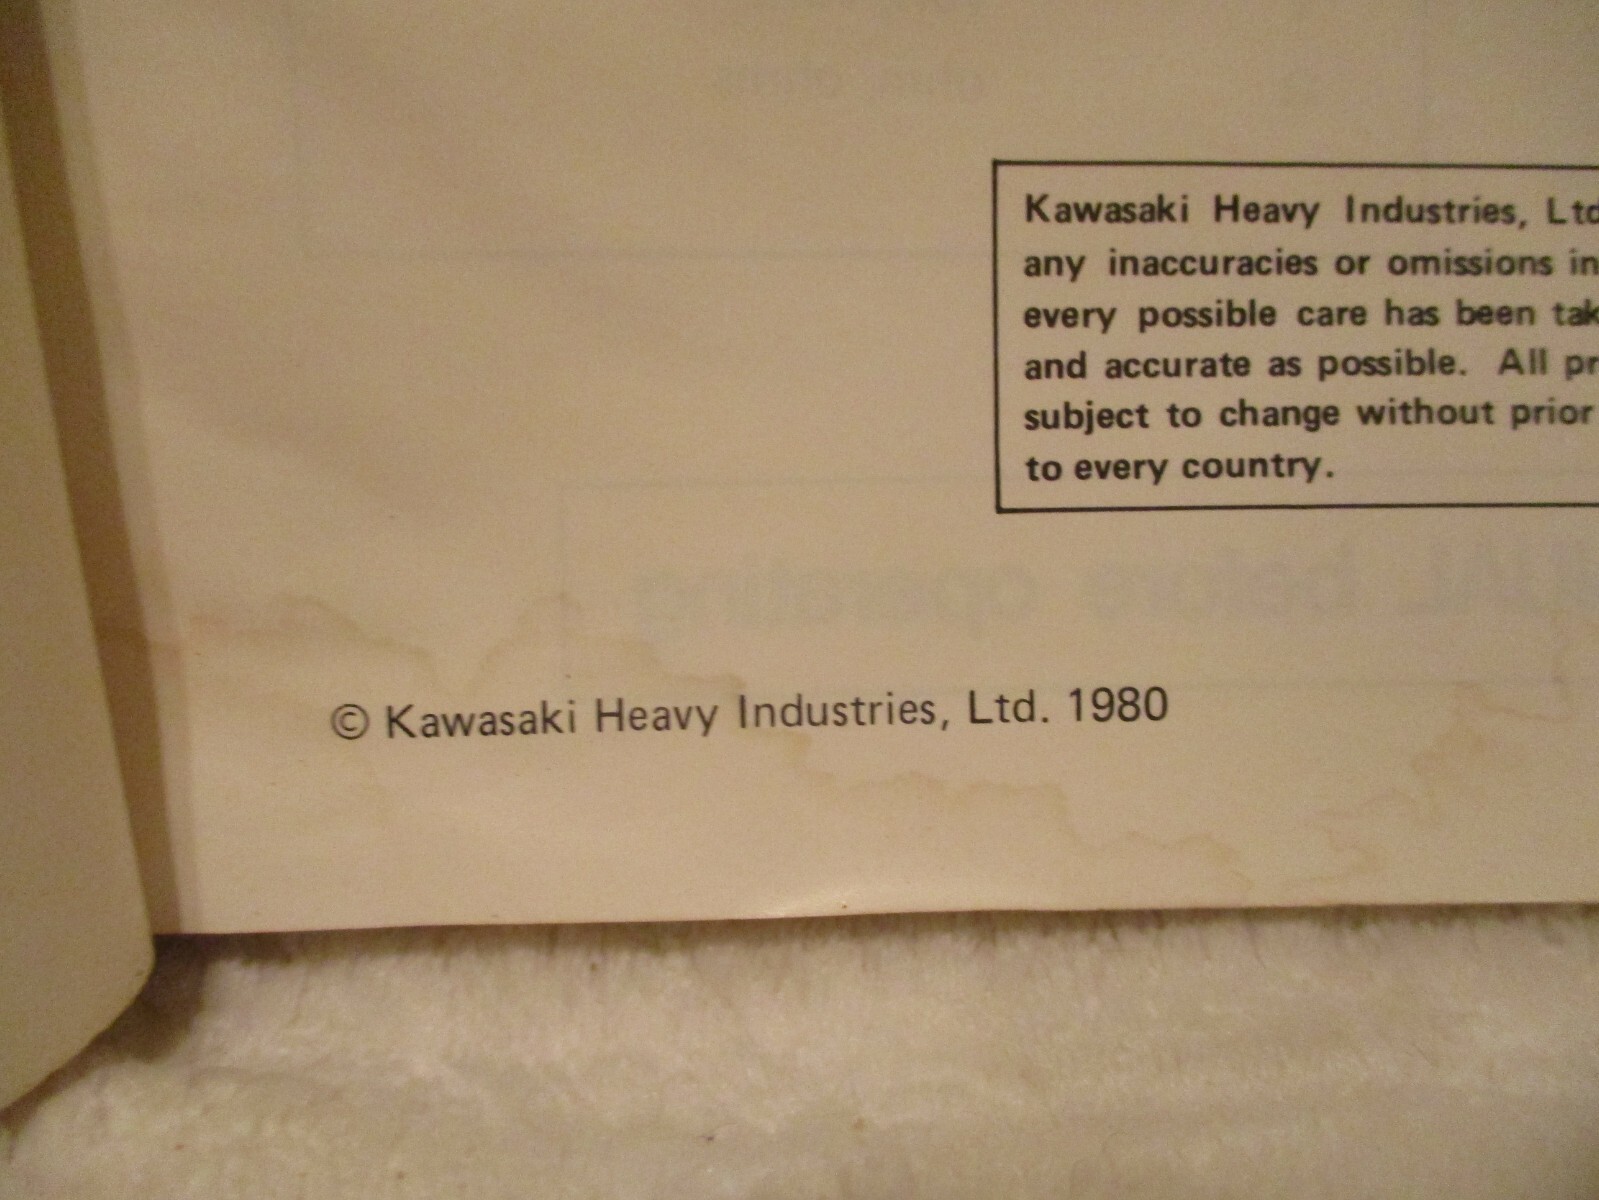 Kawasaki Heavy Industries, Ltd
any inaccuracies or omissions in
every possible care has been tak
and accurate as possible. All pr
subject to change without prior
to every country.
© Kawasaki Heavy Industries, Ltd. 1980